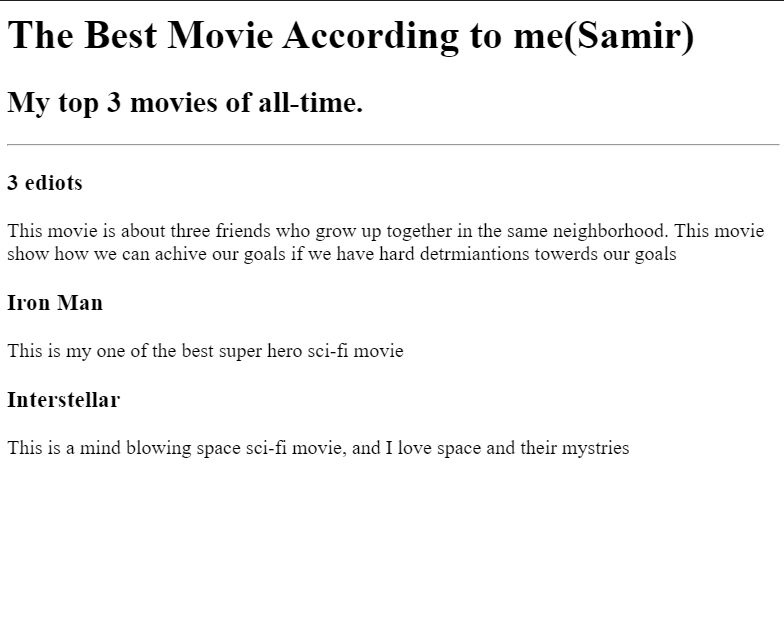 The Best Movie According to me(Samir)
My top 3 movies of all-time.
3 ediots
This movie is about three friends who grow up together in the same neighborhood. This movie
show how we can achive our goals if we have hard detrmiantions towerds our goals
Iron Man
This is my one of the best super hero sci-fi movie
Interstellar
This is a mind blowing space sci-fi movie, and I love space and their mystries